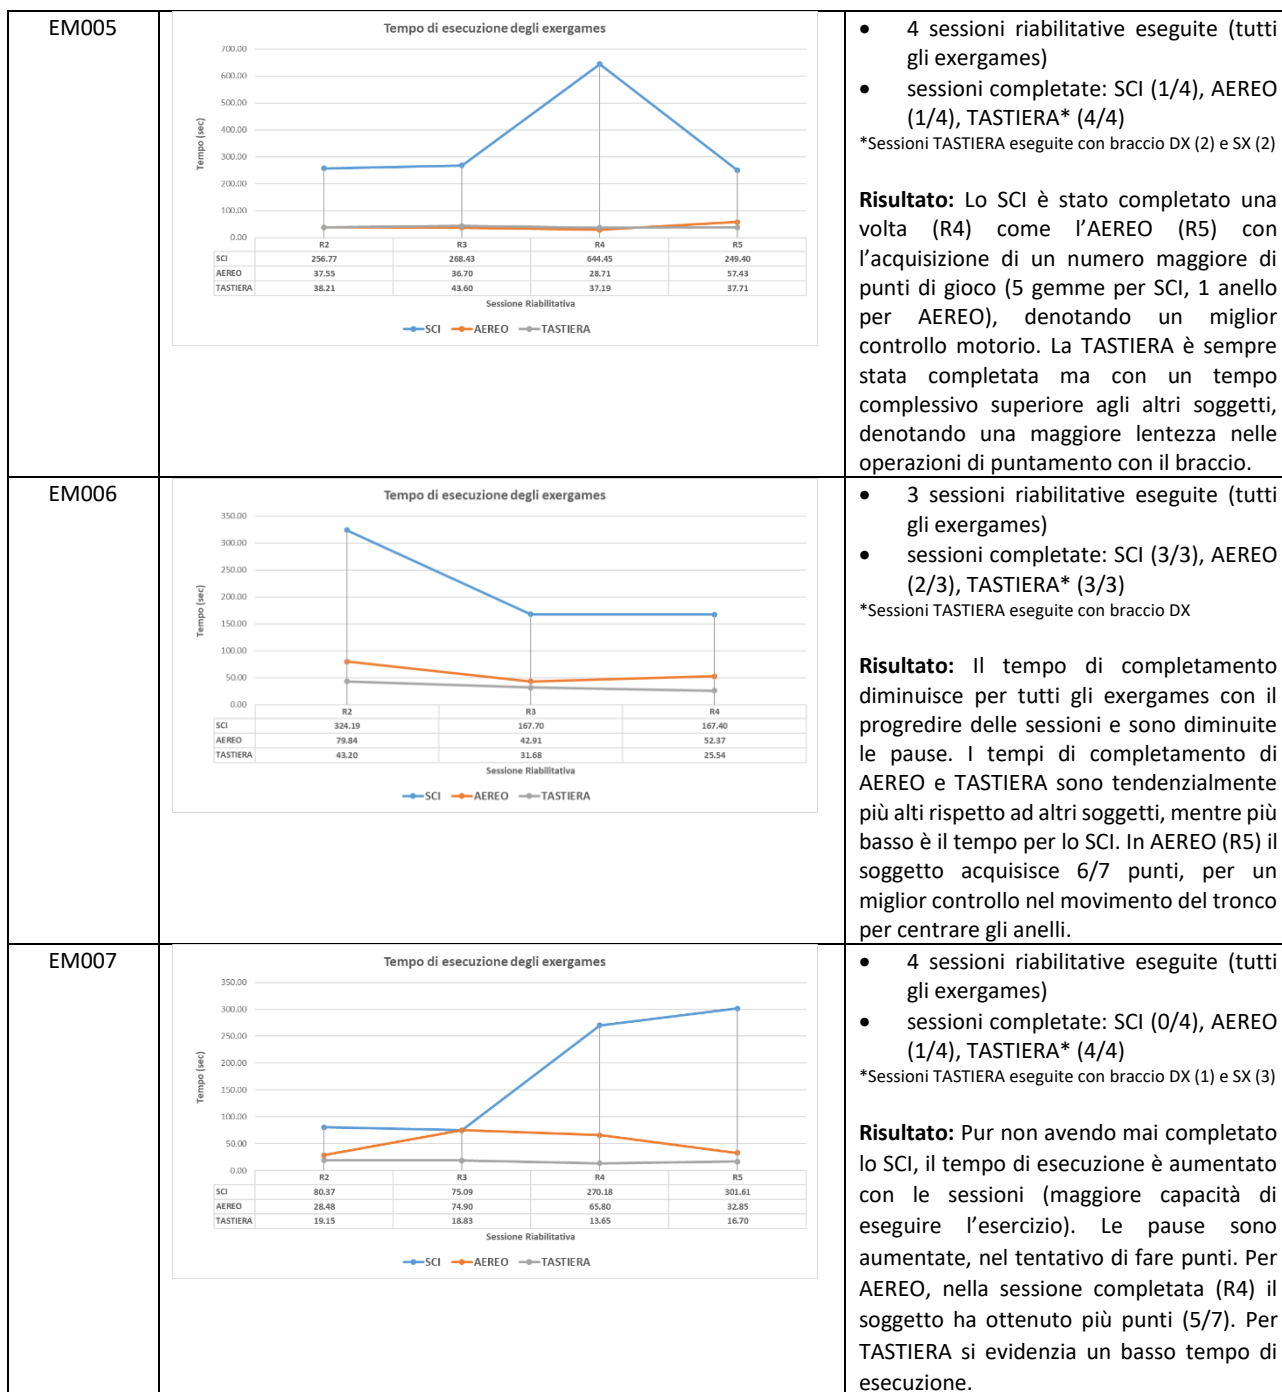 EM005
Tempo di esecuzione degli exergames
700.00
600.00
500.00
400.00
300.00
200.00
100.00
0.00
Tempo (sec)
R2 R3 R4 R5
SCI 256.77 268.43 644.45 249.40
AEREO 37.55 36.70 28.71 57.43
TASTIERA 38.21 43.60 37.19 37.71
Sessione Riabilitativa
SCI AEREO TASTIERA
• 4 sessioni riabilitative eseguite (tutti
gli exergames)
• sessioni completate: SCI (1/4), AEREO
(1/4), TASTIERA* (4/4)
*Sessioni TASTIERA eseguite con braccio DX (2) e SX (2)
Risultato: Lo SCI è stato completato una
volta (R4) come l’AEREO (R5) con
l’acquisizione di un numero maggiore di
punti di gioco (5 gemme per SCI, 1 anello
per AEREO), denotando un miglior
controllo motorio. La TASTIERA è sempre
stata completata ma con un tempo
complessivo superiore agli altri soggetti,
denotando una maggiore lentezza nelle
operazioni di puntamento con il braccio.
EM006
Tempo di esecuzione degli exergames
350.00
300.00
250.00
200.00
150.00
100.00
50.00
0.00
Tempo (sec)
R2 R3 R4
SCI 324.19 167.70 167.40
AEREO 79.84 42.91 52.37
TASTIERA 43.20 31.68 25.54
Sessione Riabilitativa
SCI AEREO TASTIERA
• 3 sessioni riabilitative eseguite (tutti
gli exergames)
• sessioni completate: SCI (3/3), AEREO
(2/3), TASTIERA* (3/3)
*Sessioni TASTIERA eseguite con braccio DX
Risultato: Il tempo di completamento
diminuisce per tutti gli exergames con il
progredire delle sessioni e sono diminuite
le pause. I tempi di completamento di
AEREO e TASTIERA sono tendenzialmente
più alti rispetto ad altri soggetti, mentre più
basso è il tempo per lo SCI. In AEREO (R5) il
soggetto acquisisce 6/7 punti, per un
miglior controllo nel movimento del tronco
per centrare gli anelli.
EM007
Tempo di esecuzione degli exergames
350.00
300.00
250.00
200.00
150.00
100.00
50.00
0.00
Tempo (sec)
R2 R3 R4 R5
SCI 80.37 75.09 270.18 301.61
AEREO 28.48 74.90 65.80 32.85
TASTIERA 19.15 18.83 13.65 16.70
Sessione Riabilitativa
SCI AEREO TASTIERA
• 4 sessioni riabilitative eseguite (tutti
gli exergames)
• sessioni completate: SCI (0/4), AEREO
(1/4), TASTIERA* (4/4)
*Sessioni TASTIERA eseguite con braccio DX (1) e SX (3)
Risultato: Pur non avendo mai completato
lo SCI, il tempo di esecuzione è aumentato
con le sessioni (maggiore capacità di
eseguire l’esercizio). Le pause sono
aumentate, nel tentativo di fare punti. Per
AEREO, nella sessione completata (R4) il
soggetto ha ottenuto più punti (5/7). Per
TASTIERA si evidenzia un basso tempo di
esecuzione.